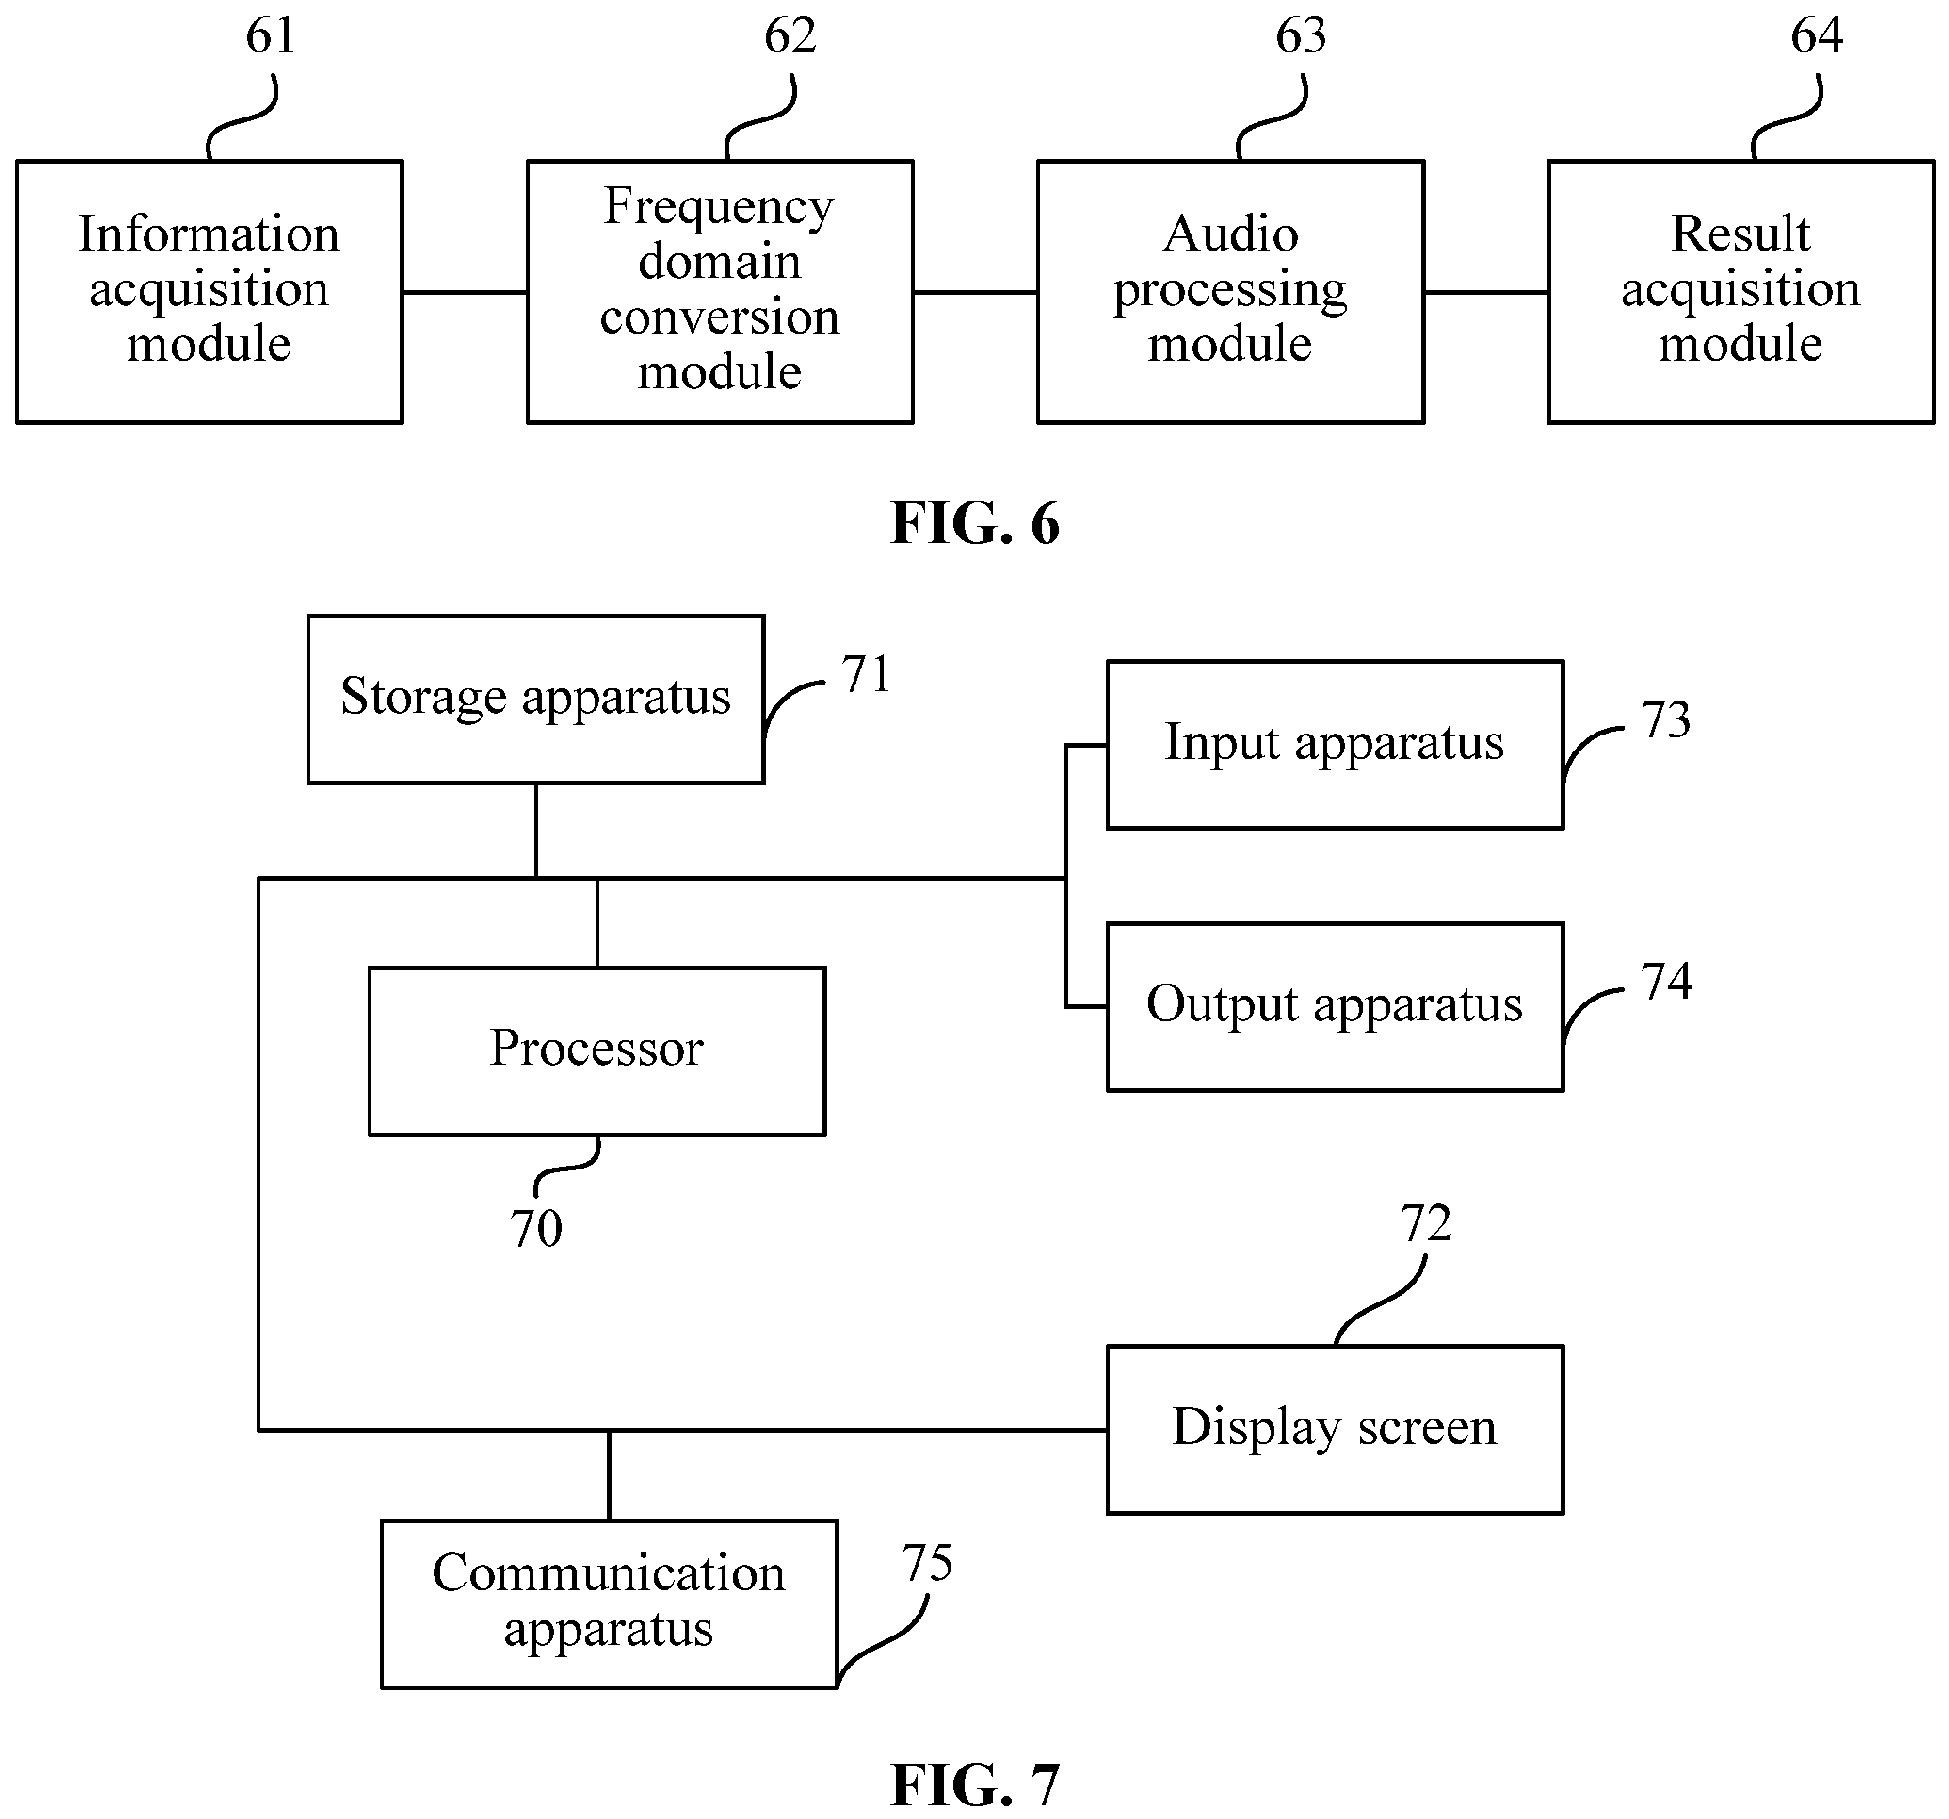 61
62
63
64
Information
acquisition
module
Frequency
domain
conversion
module
Audio
processing
module
Result
acquisition
module
FIG. 6
Storage apparatus
71
Input apparatus
73
Processor
70
Output apparatus
74
72
Display screen
Communication
apparatus
75
FIG. 7